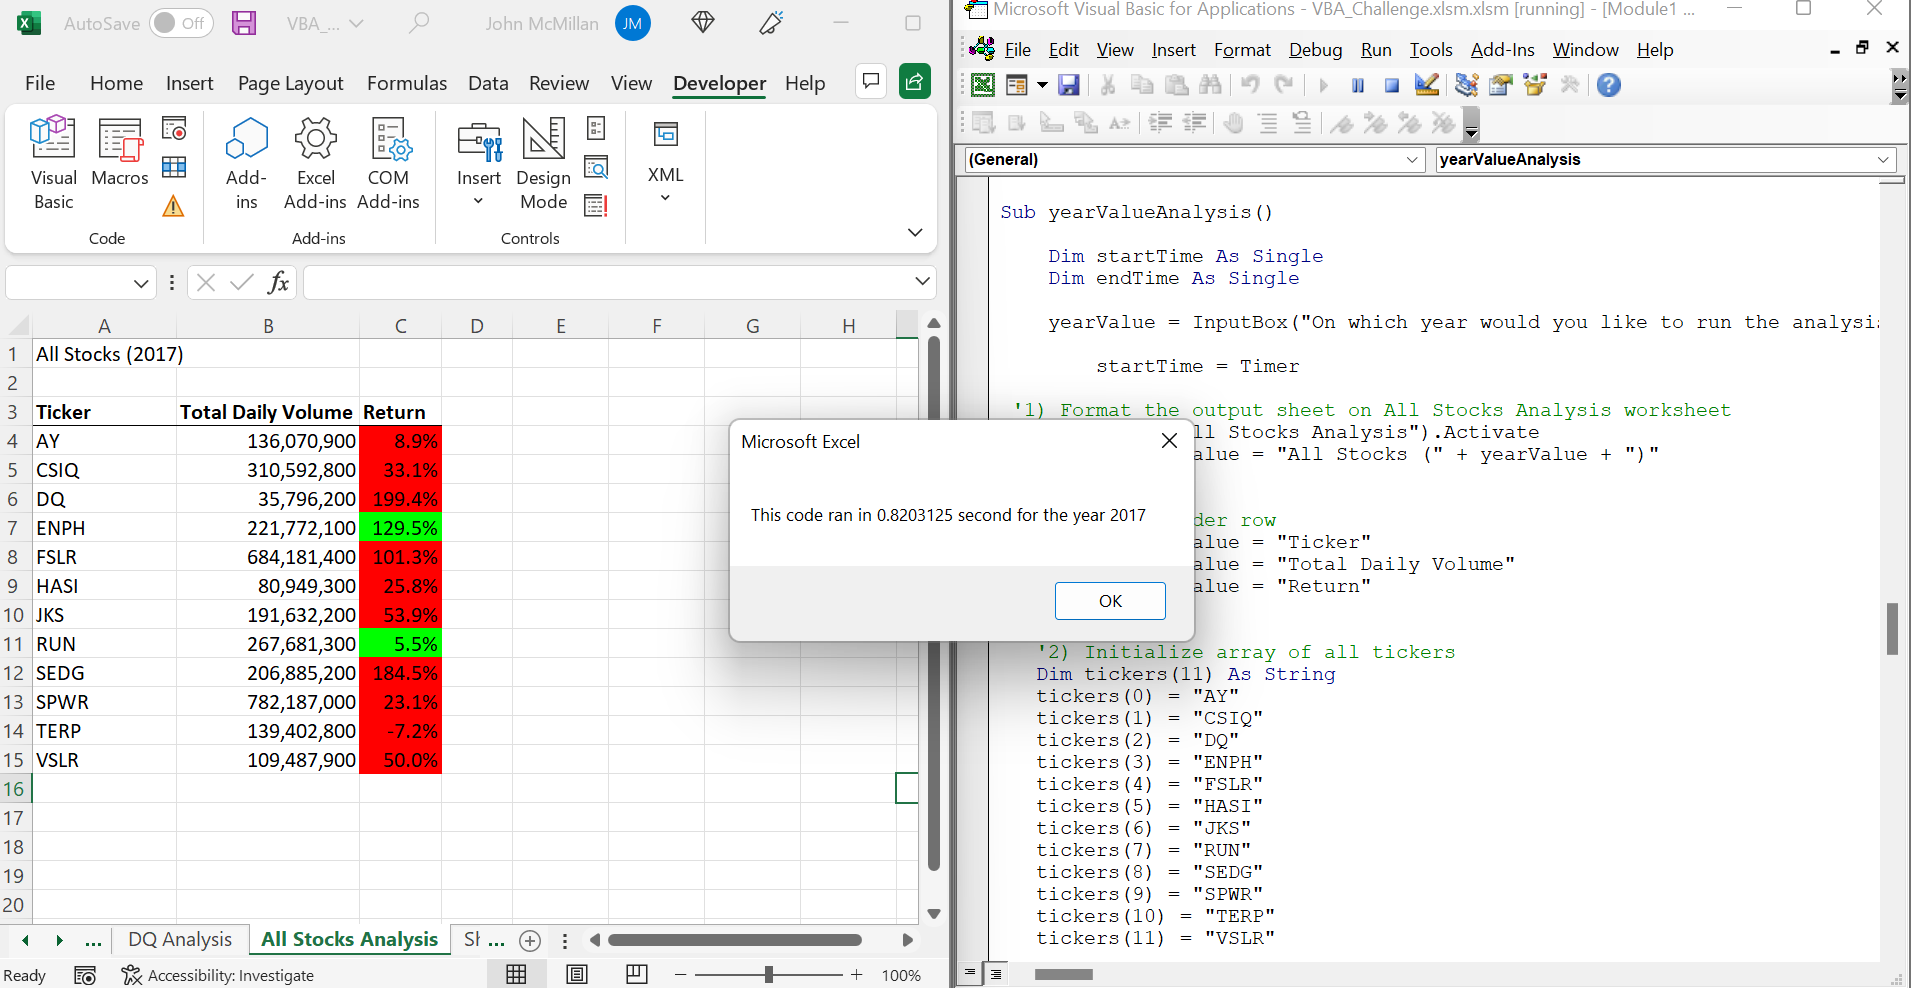 AutoSave Off VBA_... John McMillan JM
File Home Insert Page Layout Formulas Data Review View Developer Help
Visual Basic
Macros
Code
Add-ins
Excel Add-ins
COM Add-ins
Add-ins
Insert
Design Mode
Controls
XML
fx
A B C D E F G H
1 All Stocks (2017)
2
3 Ticker Total Daily Volume Return
4 AY 136,070,900 8.9%
5 CSIQ 310,592,800 33.1%
6 DQ 35,796,200 199.4%
7 ENPH 221,772,100 129.5%
8 FSLR 684,181,400 101.3%
9 HASI 80,949,300 25.8%
10 JKS 191,632,200 53.9%
11 RUN 267,681,300 5.5%
12 SEDG 206,885,200 184.5%
13 SPWR 782,187,000 23.1%
14 TERP 139,402,800 -7.2%
15 VSLR 109,487,900 50.0%
16
17
18
19
20
... DQ Analysis All Stocks Analysis Sh ...
Ready Accessibility: Investigate 100%
Microsoft Excel
This code ran in 0.8203125 second for the year 2017
OK
Microsoft Visual Basic for Applications - VBA_Challenge.xlsm.xlsm [running] - [Module1 ...
File Edit View Insert Format Debug Run Tools Add-Ins Window Help
(General) yearValueAnalysis
Sub yearValueAnalysis()
Dim startTime As Single
Dim endTime As Single
yearValue = InputBox("On which year would you like to run the analysi
startTime = Timer
'1) Format the output sheet on All Stocks Analysis worksheet
ll Stocks Analysis").Activate
alue = "All Stocks (" + yearValue + ")"
der row
alue = "Ticker"
alue = "Total Daily Volume"
alue = "Return"
'2) Initialize array of all tickers
Dim tickers(11) As String
tickers(0) = "AY"
tickers(1) = "CSIQ"
tickers(2) = "DQ"
tickers(3) = "ENPH"
tickers(4) = "FSLR"
tickers(5) = "HASI"
tickers(6) = "JKS"
tickers(7) = "RUN"
tickers(8) = "SEDG"
tickers(9) = "SPWR"
tickers(10) = "TERP"
tickers(11) = "VSLR"